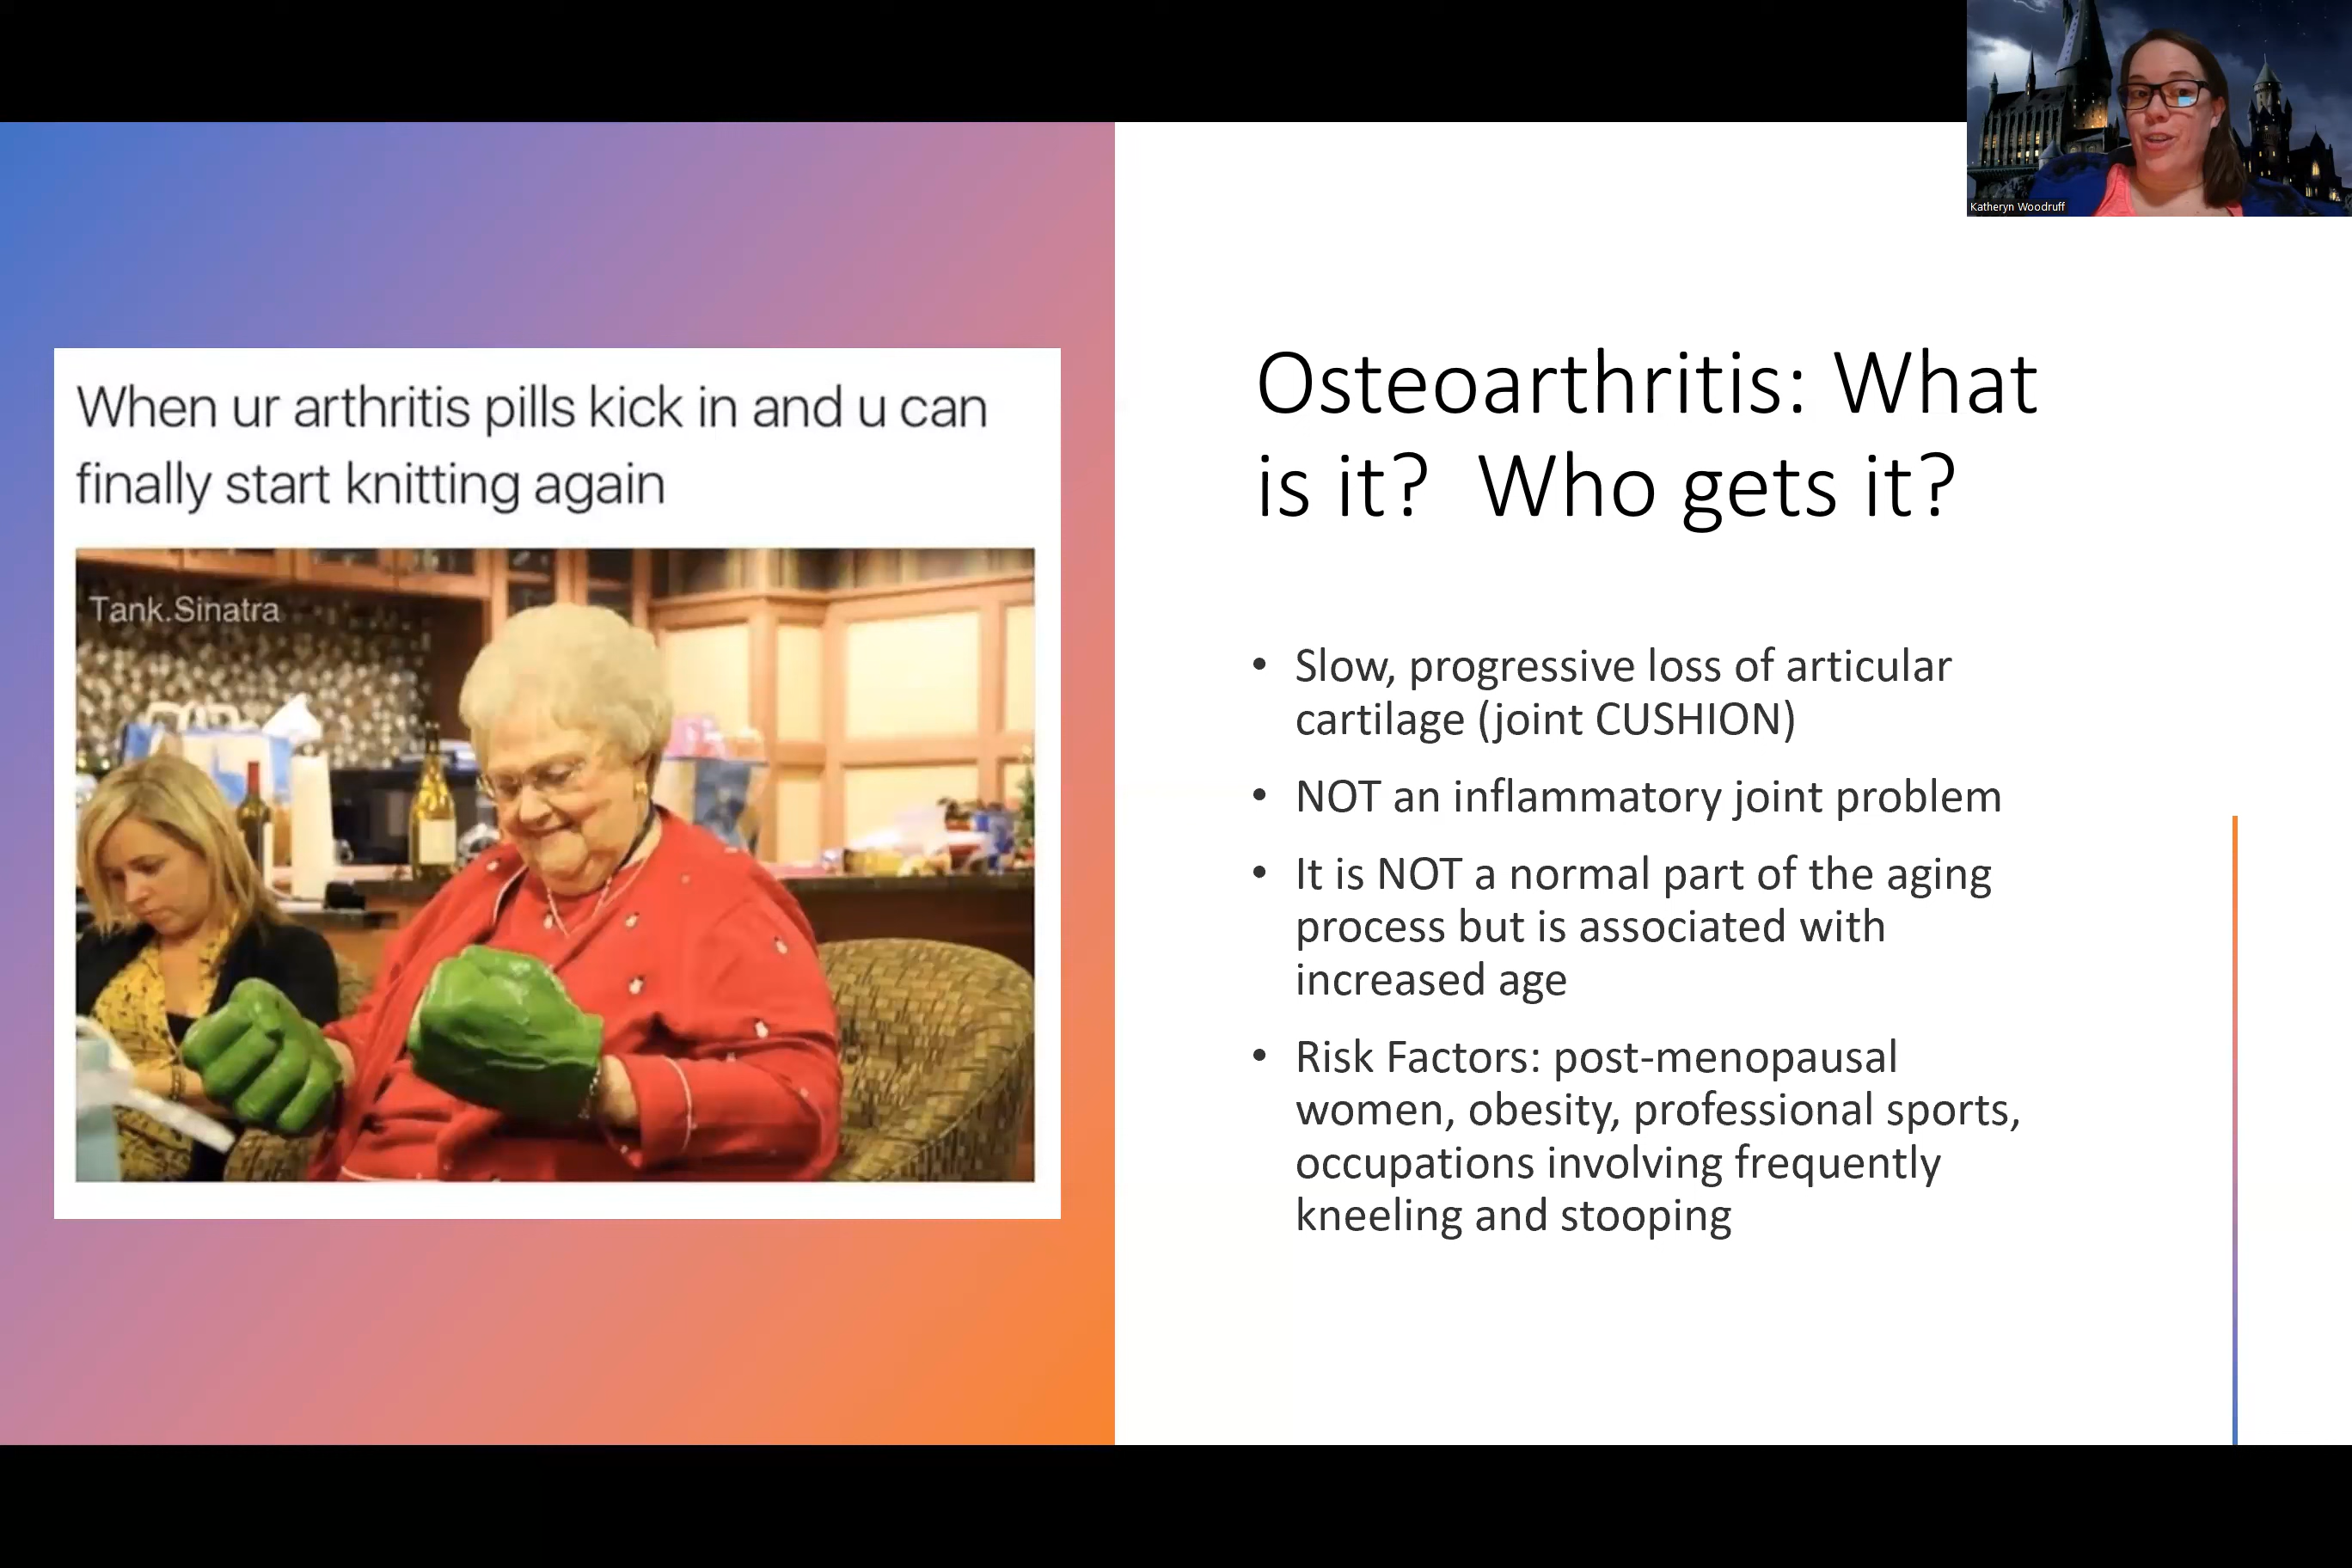 Katheryn Woodruff
When ur arthritis pills kick in and u can
finally start knitting again
Tank.Sinatra
Osteoarthritis: What
is it?  Who gets it?
• Slow, progressive loss of articular
cartilage (joint CUSHION)
• NOT an inflammatory joint problem
• It is NOT a normal part of the aging
process but is associated with
increased age
• Risk Factors: post-menopausal
women, obesity, professional sports,
occupations involving frequently
kneeling and stooping